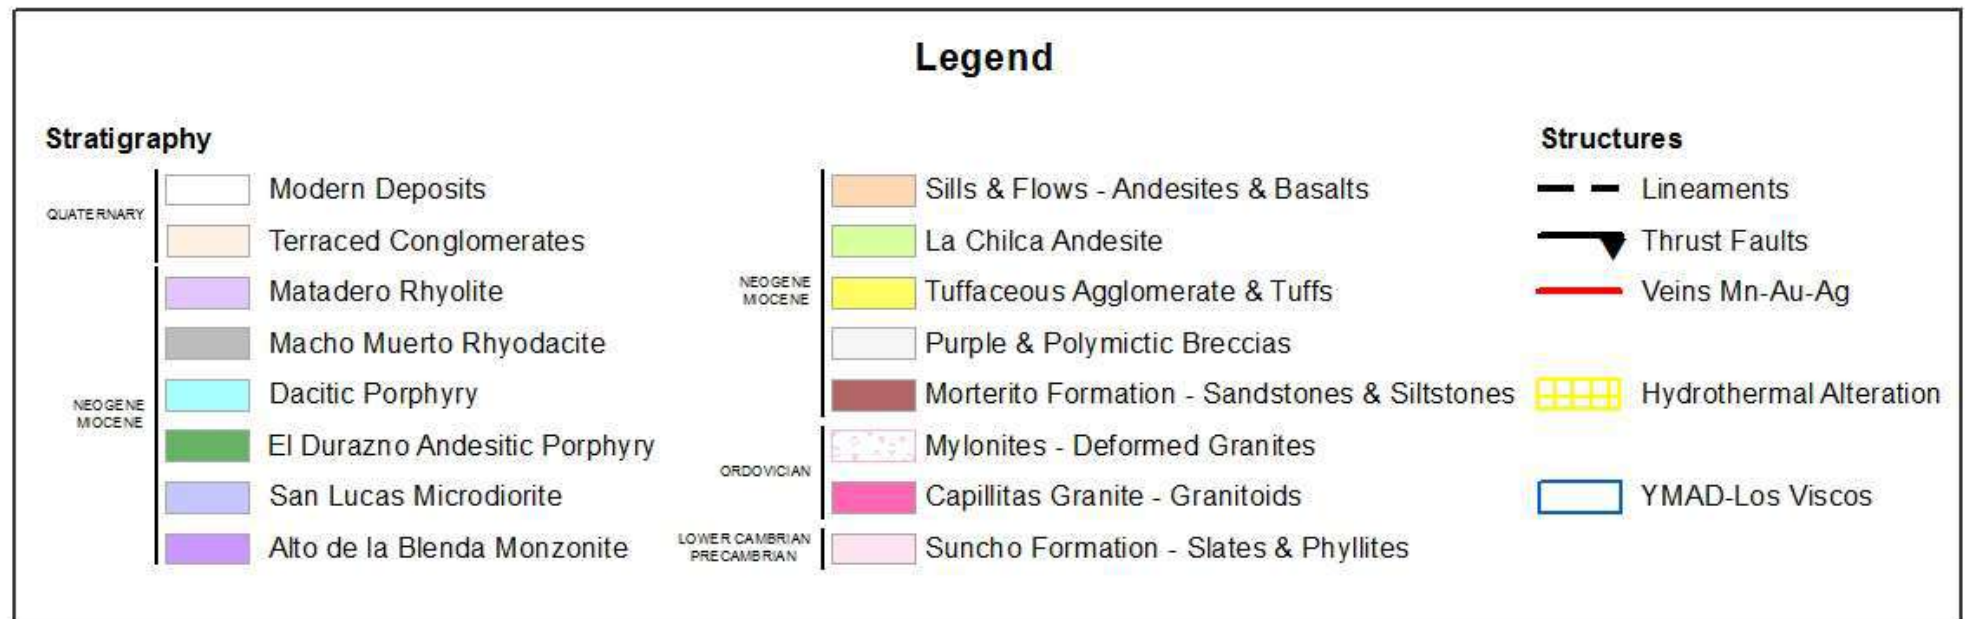 Legend
Stratigraphy
QUATERNARY
Modern Deposits
Terraced Conglomerates
NEOGENE
MIOCENE
Matadero Rhyolite
Macho Muerto Rhyodacite
Dacitic Porphyry
El Durazno Andesitic Porphyry
San Lucas Microdiorite
Alto de la Blenda Monzonite
NEOGENE
MIOCENE
Sills & Flows - Andesites & Basalts
La Chilca Andesite
Tuffaceous Agglomerate & Tuffs
Purple & Polymictic Breccias
Morterito Formation - Sandstones & Siltstones
ORDOVICIAN
Mylonites - Deformed Granites
Capillitas Granite - Granitoids
LOWER CAMBRIAN
PRECAMBRIAN
Suncho Formation - Slates & Phyllites
Structures
Lineaments
Thrust Faults
Veins Mn-Au-Ag
Hydrothermal Alteration
YMAD-Los Viscos